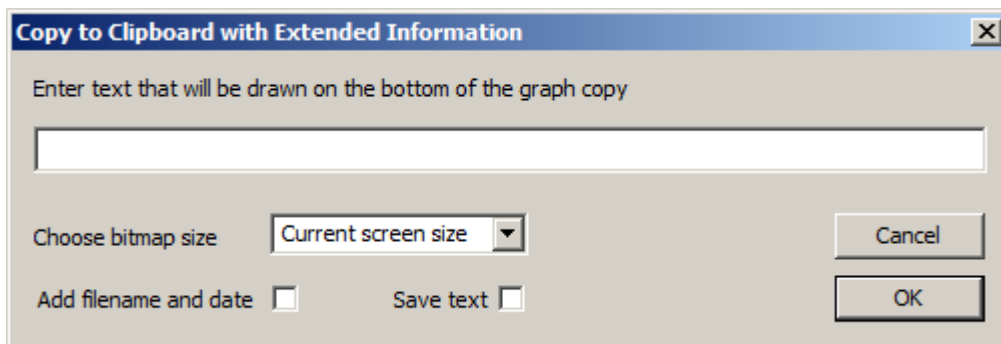 Copy to Clipboard with Extended Information
Enter text that will be drawn on the bottom of the graph copy
Choose bitmap size Current screen size Cancel
Add filename and date Save text OK